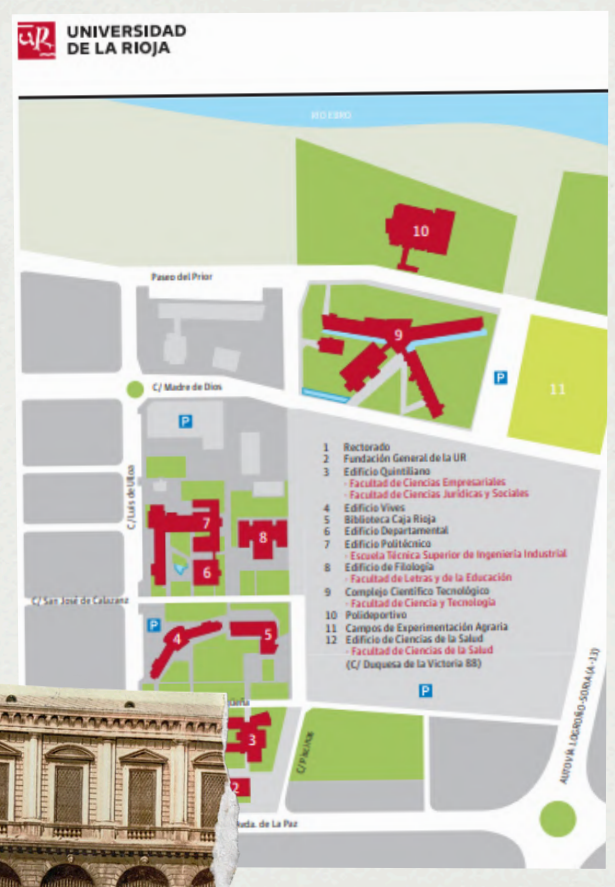 UR UNIVERSIDAD
DE LA RIOJA
RÍO EBRO
10
Paseo del Prior
9
P
11
C/ Madre de Dios
P
C/ Luis de Ulloa
7
8
6
1 Rectorado
2 Fundación General de la UR
3 Edificio Quintiliano
- Facultad de Ciencias Empresariales
- Facultad de Ciencias Jurídicas y Sociales
4 Edificio Vives
5 Biblioteca Caja Rioja
6 Edificio Departamental
7 Edificio Politécnico
- Escuela Técnica Superior de Ingeniería Industrial
8 Edificio de Filología
- Facultad de Letras y de la Educación
9 Complejo Científico Tecnológico
- Facultad de Ciencia y Tecnología
10 Polideportivo
11 Campos de Experimentación Agraria
12 Edificio de Ciencias de la Salud
- Facultad de Ciencias de la Salud
(C/ Duquesa de la Victoria 88)
C/ San José de Calazanz
P
4
5
P
3
2
Avda. de La Paz
AUTOVÍA LOGROÑO-SORIA (A-13)